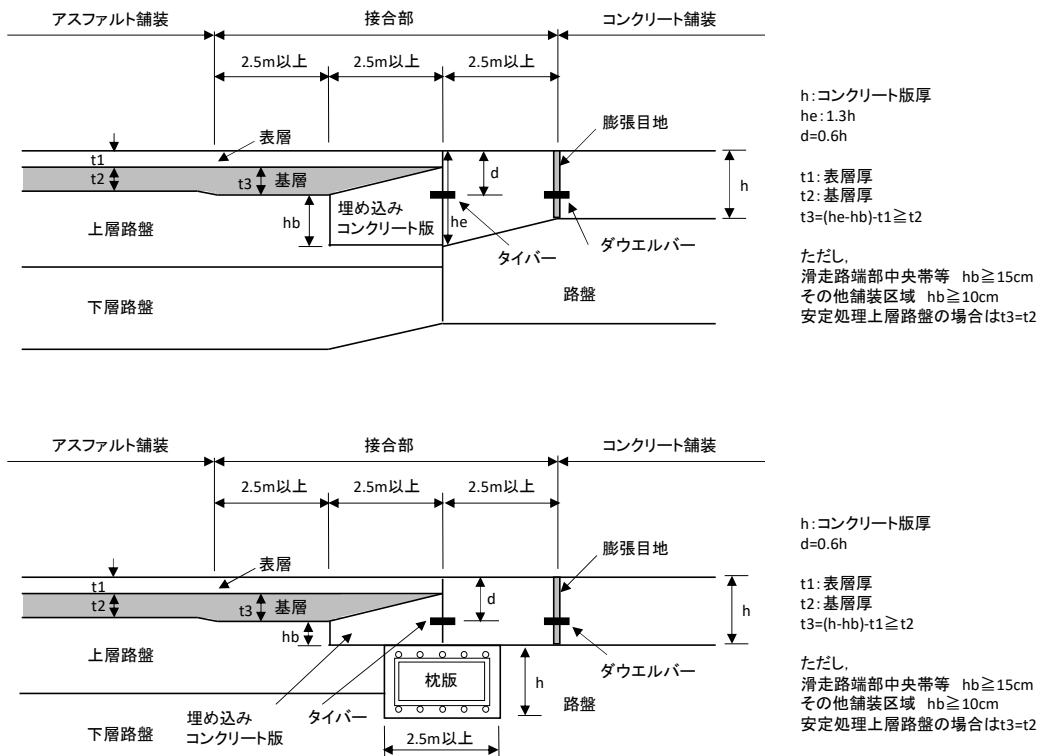 アスファルト舗装
接合部
コンクリート舗装
2.5m以上
2.5m以上
2.5m以上
h:コンクリート版厚
he:1.3h
d=0.6h
t1:表層厚
t2:基層厚
t3=(he-hb)-t1≧t2
ただし,
滑走路端部中央帯等 hb≧15cm
その他舗装区域 hb≧10cm
安定処理上層路盤の場合はt3=t2
膨張目地
表層
t1
t2
t3
基層
d
h
hb
埋め込み
コンクリート版
he
上層路盤
タイバー
ダウエルバー
下層路盤
路盤
アスファルト舗装
接合部
コンクリート舗装
2.5m以上
2.5m以上
2.5m以上
h:コンクリート版厚
d=0.6h
t1:表層厚
t2:基層厚
t3=(h-hb)-t1≧t2
ただし,
滑走路端部中央帯等 hb≧15cm
その他舗装区域 hb≧10cm
安定処理上層路盤の場合はt3=t2
膨張目地
表層
t1
t2
t3
基層
d
h
hb
上層路盤
枕版
h
ダウエルバー
路盤
埋め込み
コンクリート版
タイバー
下層路盤
2.5m以上